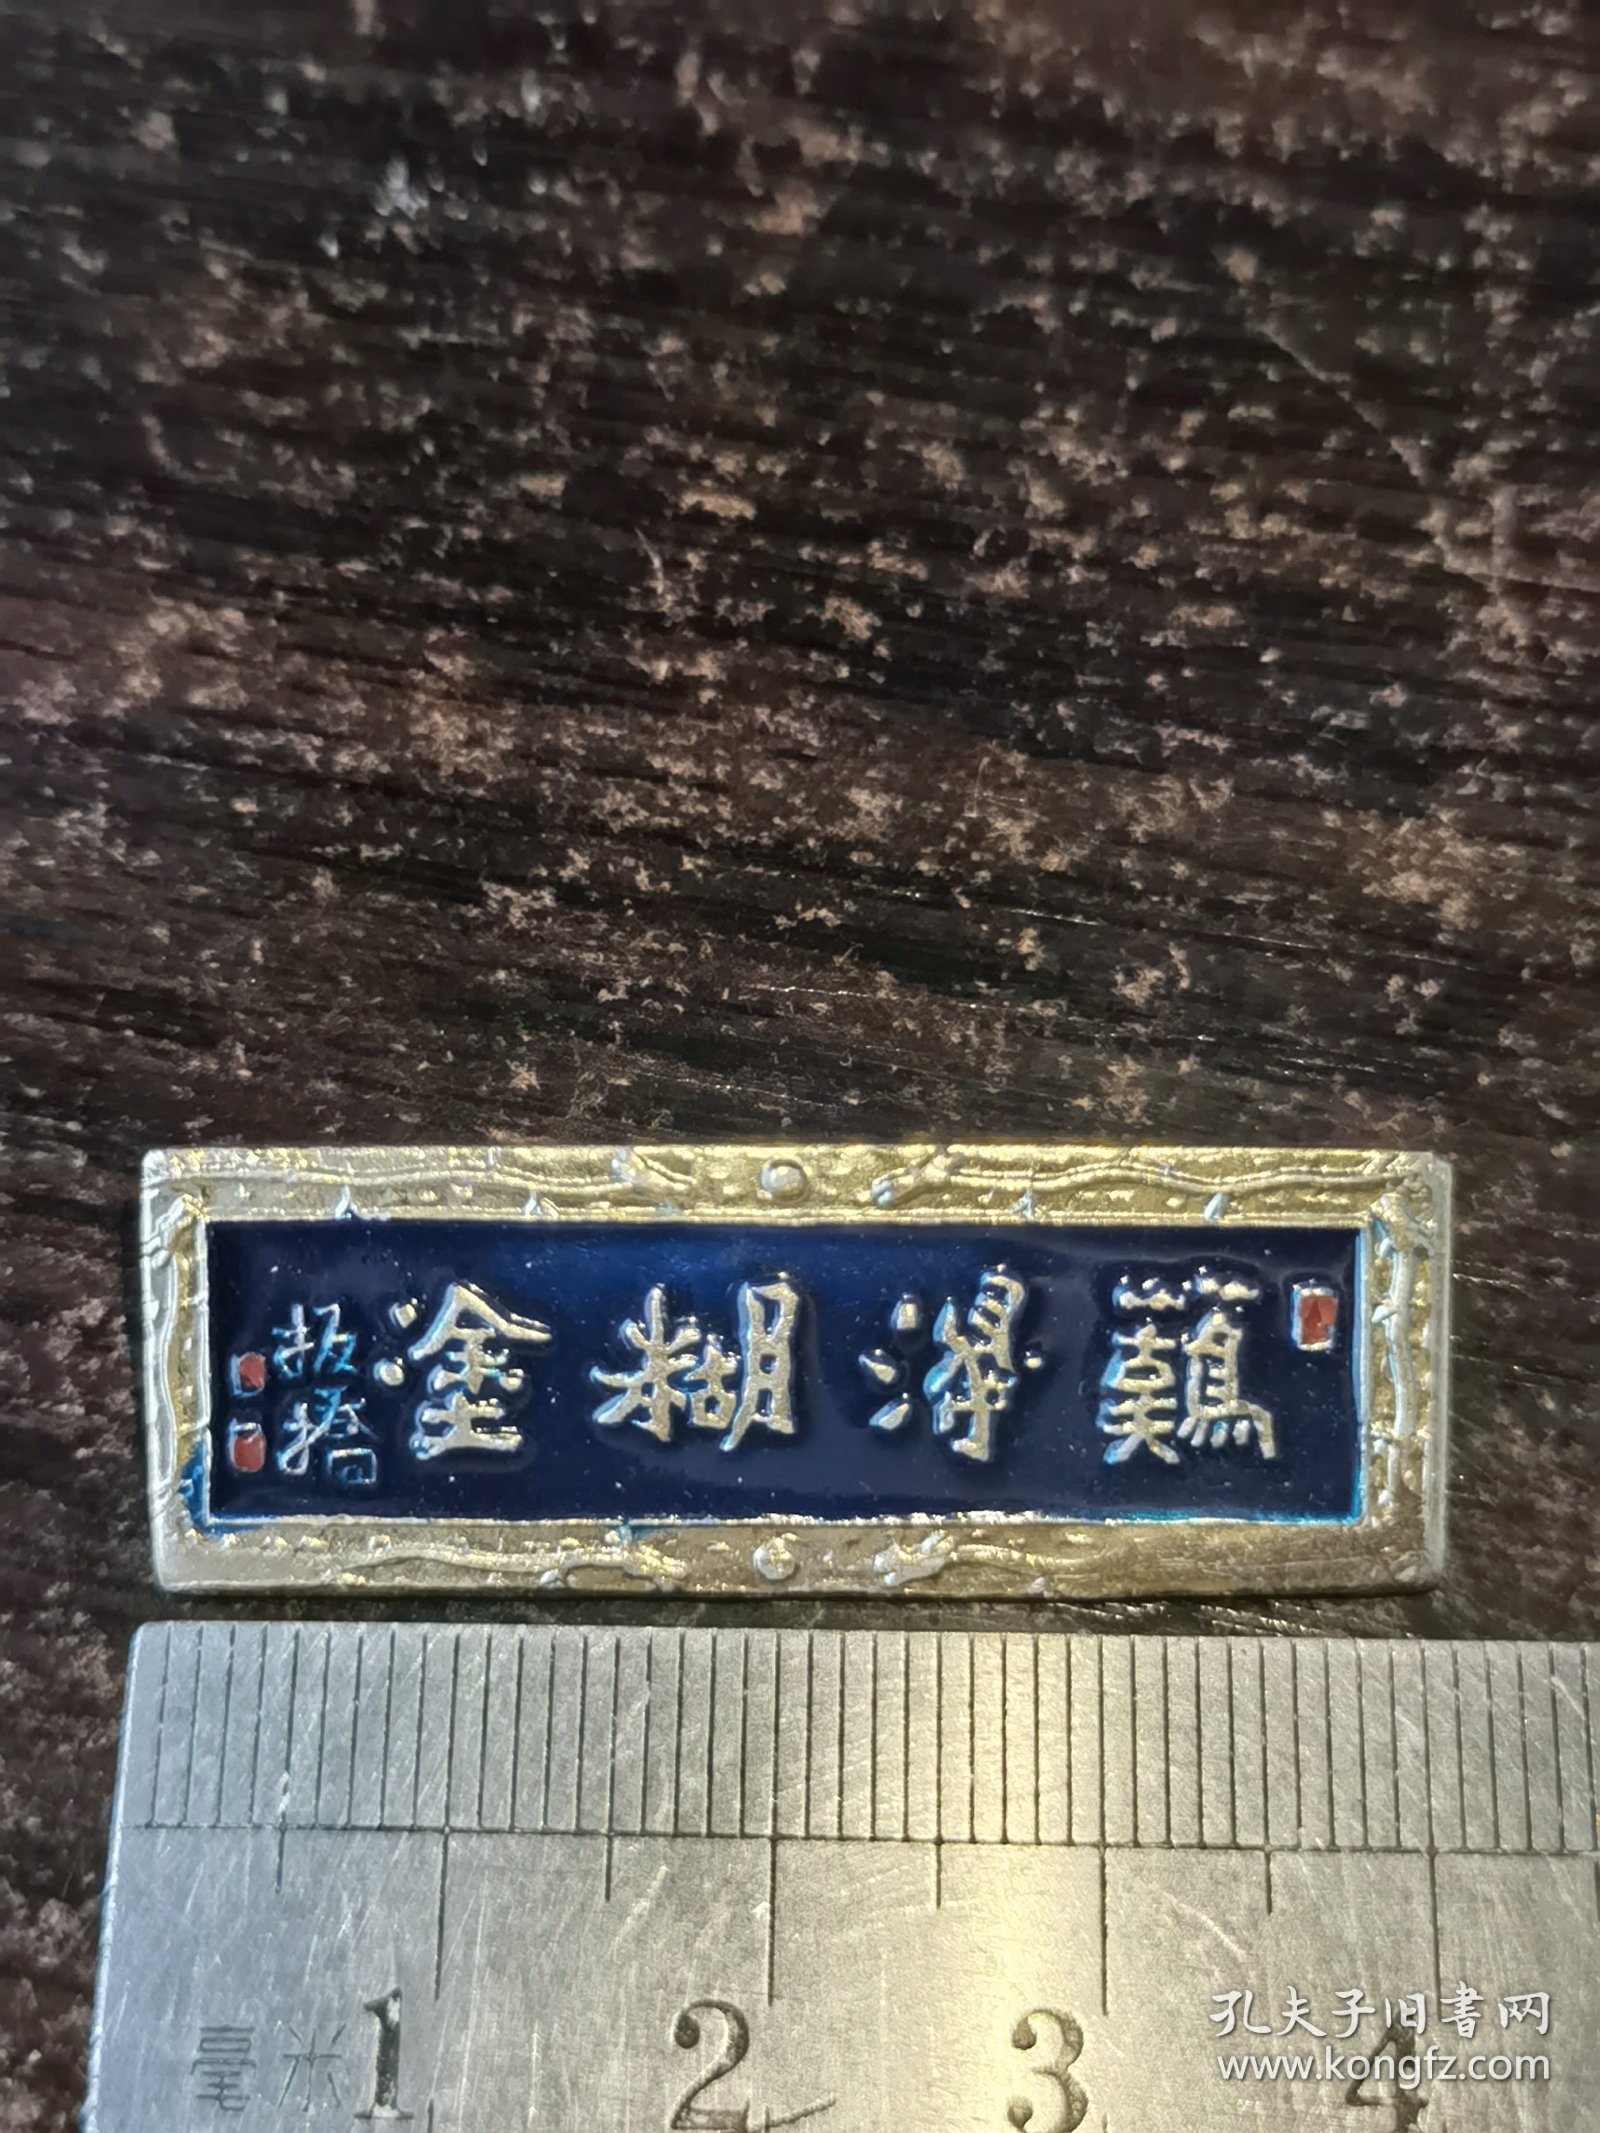 難得糊塗
板橋
毫米 1 2 3 4
孔夫子旧書网
www.kongfz.com